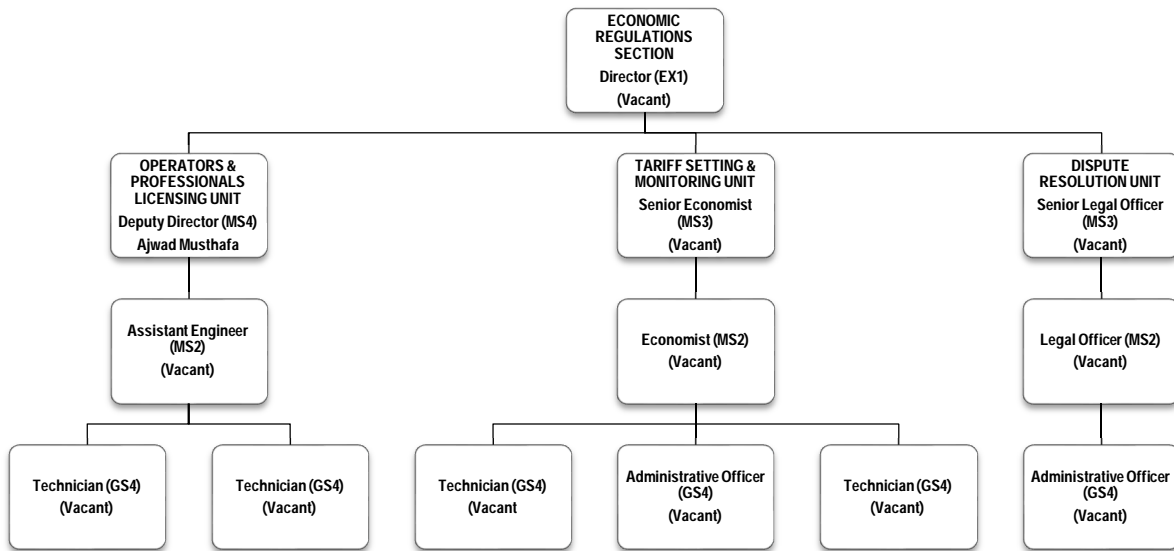 ECONOMIC
REGULATIONS
SECTION
Director (EX1)
(Vacant)
OPERATORS &
PROFESSIONALS
LICENSING UNIT
Deputy Director (MS4)
Ajwad Musthafa
TARIFF SETTING &
MONITORING UNIT
Senior Economist
(MS3)
(Vacant)
DISPUTE
RESOLUTION UNIT
Senior Legal Officer
(MS3)
(Vacant)
Assistant Engineer
(MS2)
(Vacant)
Economist (MS2)
(Vacant)
Legal Officer (MS2)
(Vacant)
Technician (GS4)
(Vacant)
Technician (GS4)
(Vacant)
Technician (GS4)
(Vacant
Administrative Officer
(GS4)
(Vacant)
Technician (GS4)
(Vacant)
Administrative Officer
(GS4)
(Vacant)